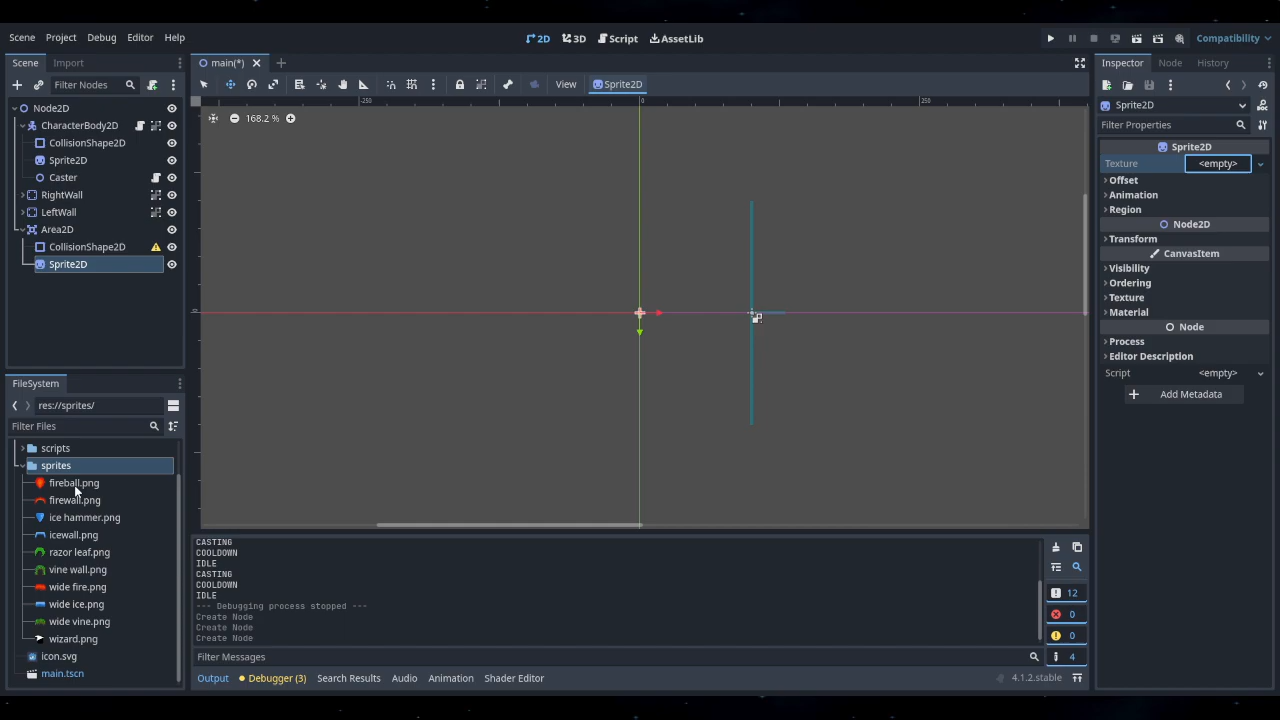 Scene Project Debug Editor Help
2D 3D Script AssetLib
Compatibility
Scene Import
main(*)
Inspector Node History
Filter Nodes
View Sprite2D
Node2D
CharacterBody2D
CollisionShape2D
Sprite2D
Caster
RightWall
LeftWall
Area2D
CollisionShape2D
Sprite2D
-250 0 250
168.2 %
0
Sprite2D
Filter Properties
Sprite2D
Texture <empty>
Offset
Animation
Region
Node2D
Transform
CanvasItem
Visibility
Ordering
Texture
Material
Node
Process
Editor Description
Script <empty>
Add Metadata
FileSystem
res://sprites/
Filter Files
scripts
sprites
fireball.png
firewall.png
ice hammer.png
icewall.png
razor leaf.png
vine wall.png
wide fire.png
wide ice.png
wide vine.png
wizard.png
icon.svg
main.tscn
CASTING
COOLDOWN
IDLE
CASTING
COOLDOWN
IDLE
--- Debugging process stopped ---
Create Node
Create Node
Create Node
12
0
0
4
Filter Messages
Output Debugger (3) Search Results Audio Animation Shader Editor
4.1.2.stable